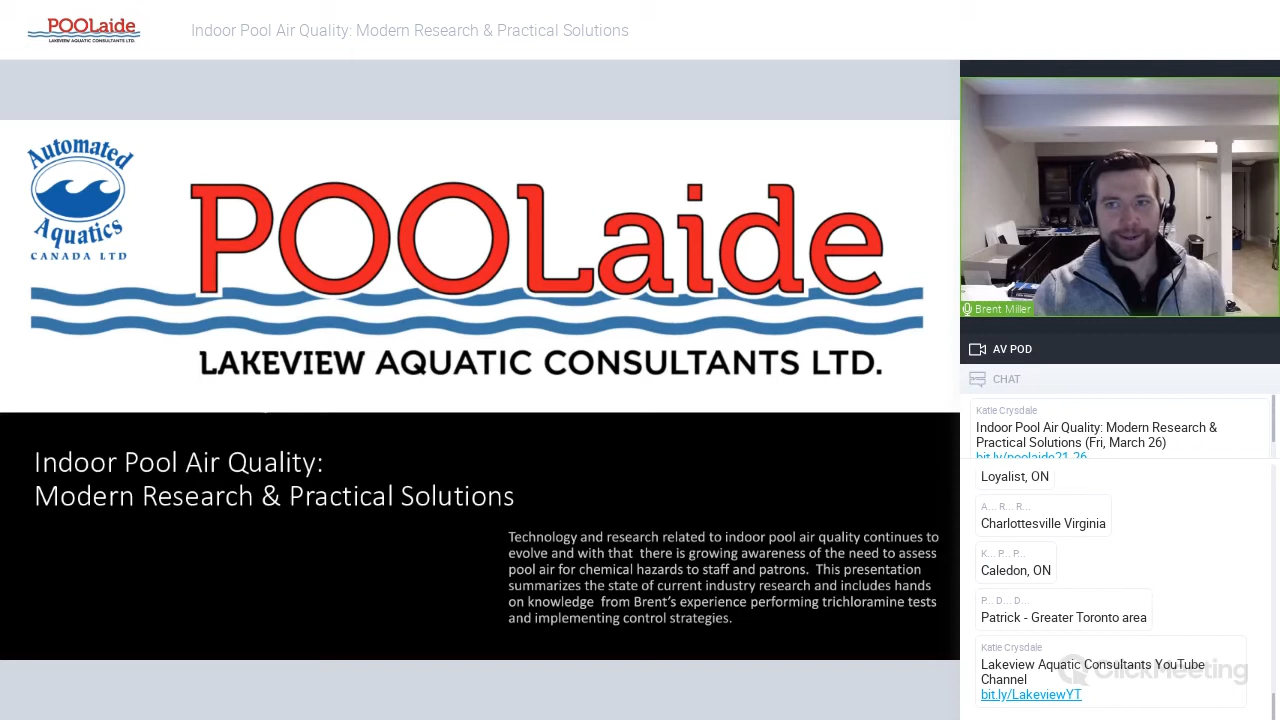 POOLaide
LAKEVIEW AQUATIC CONSULTANTS LTD.
Indoor Pool Air Quality: Modern Research & Practical Solutions
Automated
Aquatics
CANADA LTD
POOLaide
LAKEVIEW AQUATIC CONSULTANTS LTD.
Indoor Pool Air Quality:
Modern Research & Practical Solutions
Technology and research related to indoor pool air quality continues to
evolve and with that there is growing awareness of the need to assess
pool air for chemical hazards to staff and patrons. This presentation
summarizes the state of current industry research and includes hands
on knowledge from Brent's experience performing trichloramine tests
and implementing control strategies.
Brent Miller
AV POD
CHAT
Katie Crysdale
Indoor Pool Air Quality: Modern Research &
Practical Solutions (Fri, March 26)
bit.ly/poolaide21-26
Loyalist, ON
A... R... R...
Charlottesville Virginia
K... P... P...
Caledon, ON
P... D... D...
Patrick - Greater Toronto area
Katie Crysdale
Lakeview Aquatic Consultants YouTube
Channel
bit.ly/LakeviewYT
ClickMeeting